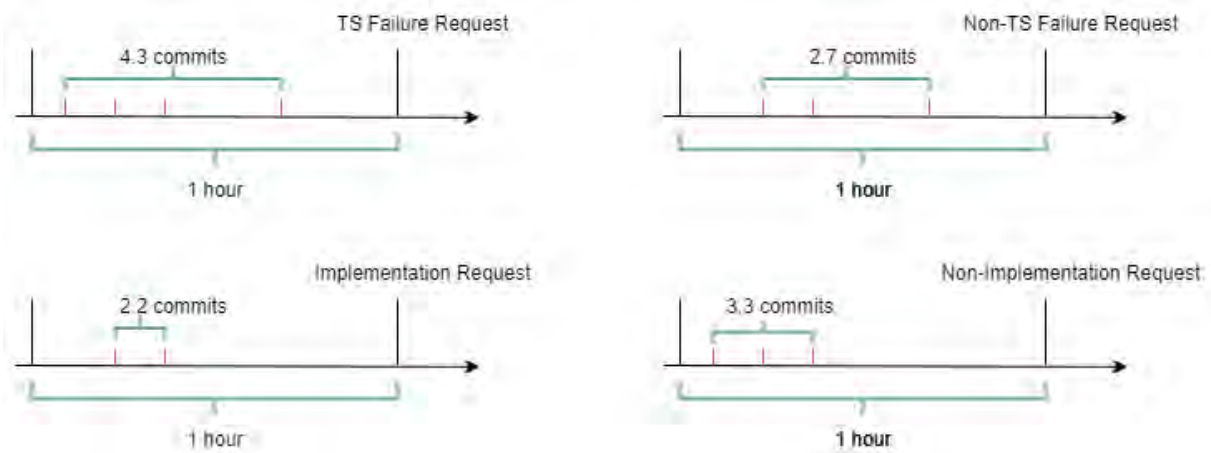 TS Failure Request
4.3 commits
1 hour
Non-TS Failure Request
2.7 commits
1 hour
Implementation Request
2.2 commits
1 hour
Non-Implementation Request
3.3 commits
1 hour